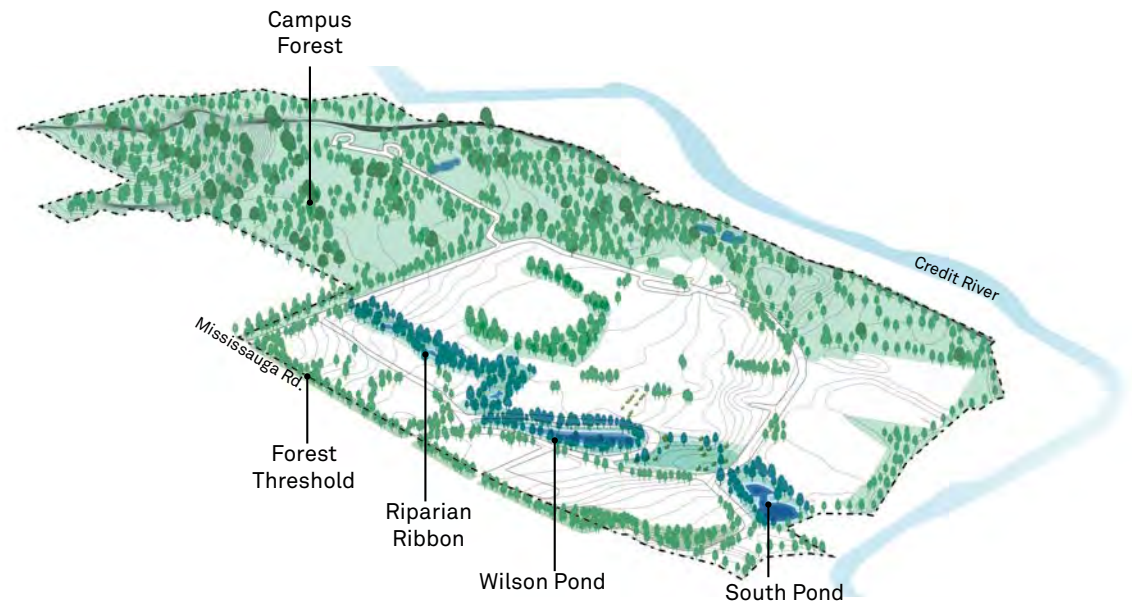 Campus
Forest
Credit River
Mississauga Rd.
Forest
Threshold
Riparian
Ribbon
Wilson Pond
South Pond